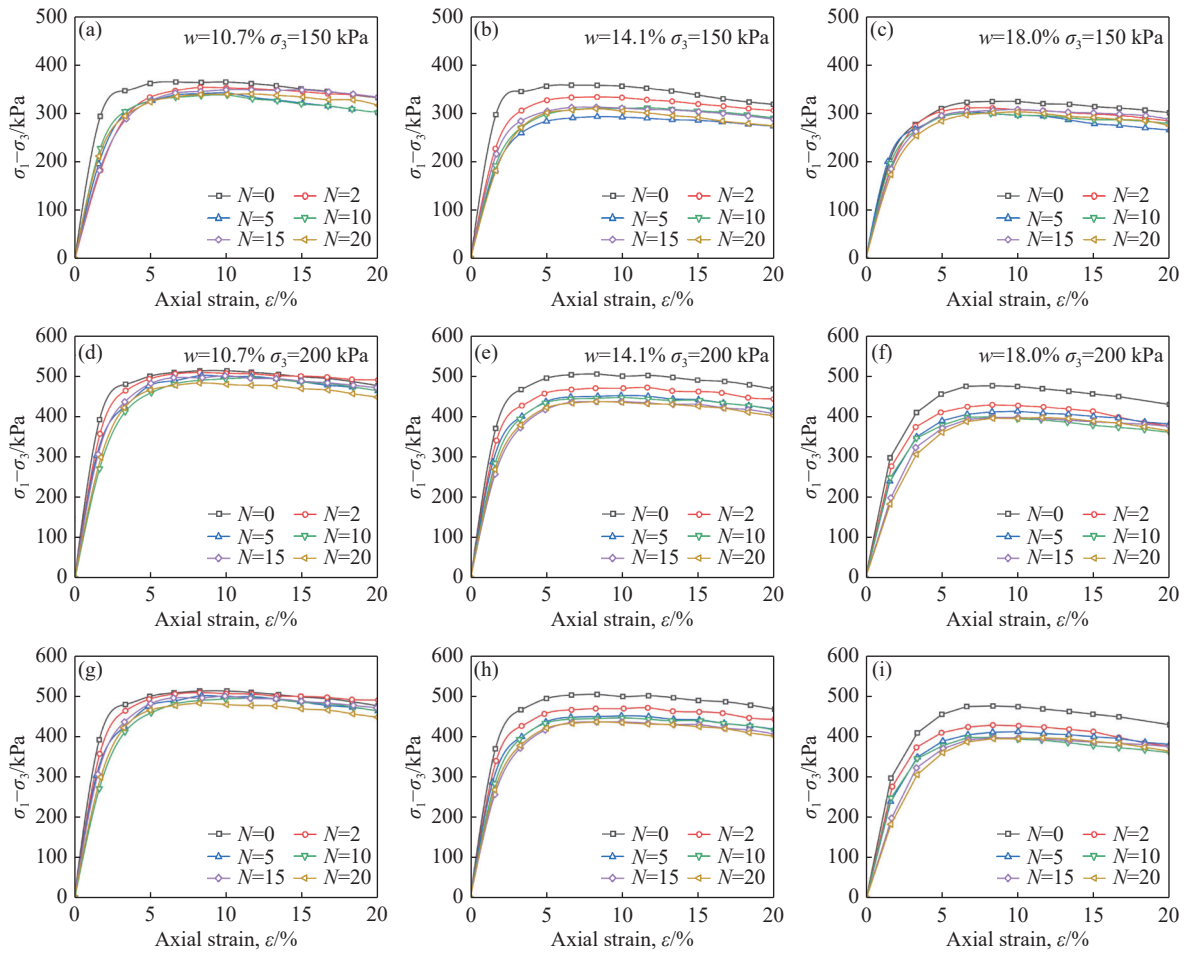 (a) w=10.7% σ3=150 kPa
500
400
300
200
100
0
σ1−σ3/kPa
N=0 N=2
N=5 N=10
N=15 N=20
0 5 10 15 20
Axial strain, ε/%
(b) w=14.1% σ3=150 kPa
500
400
300
200
100
0
σ1−σ3/kPa
N=0 N=2
N=5 N=10
N=15 N=20
0 5 10 15 20
Axial strain, ε/%
(c) w=18.0% σ3=150 kPa
500
400
300
200
100
0
σ1−σ3/kPa
N=0 N=2
N=5 N=10
N=15 N=20
0 5 10 15 20
Axial strain, ε/%
(d) w=10.7% σ3=200 kPa
600
500
400
300
200
100
0
σ1−σ3/kPa
N=0 N=2
N=5 N=10
N=15 N=20
0 5 10 15 20
Axial strain, ε/%
(e) w=14.1% σ3=200 kPa
600
500
400
300
200
100
0
σ1−σ3/kPa
N=0 N=2
N=5 N=10
N=15 N=20
0 5 10 15 20
Axial strain, ε/%
(f) w=18.0% σ3=200 kPa
600
500
400
300
200
100
0
σ1−σ3/kPa
N=0 N=2
N=5 N=10
N=15 N=20
0 5 10 15 20
Axial strain, ε/%
(g)
600
500
400
300
200
100
0
σ1−σ3/kPa
N=0 N=2
N=5 N=10
N=15 N=20
0 5 10 15 20
Axial strain, ε/%
(h)
600
500
400
300
200
100
0
σ1−σ3/kPa
N=0 N=2
N=5 N=10
N=15 N=20
0 5 10 15 20
Axial strain, ε/%
(i)
600
500
400
300
200
100
0
σ1−σ3/kPa
N=0 N=2
N=5 N=10
N=15 N=20
0 5 10 15 20
Axial strain, ε/%